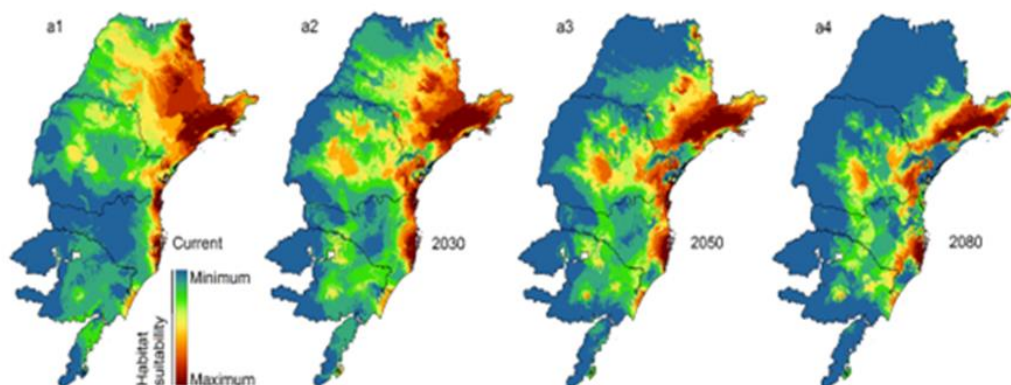 a1
a2
a3
a4
Current
2030
2050
2080
Minimum
Habitat
suitability
Maximum